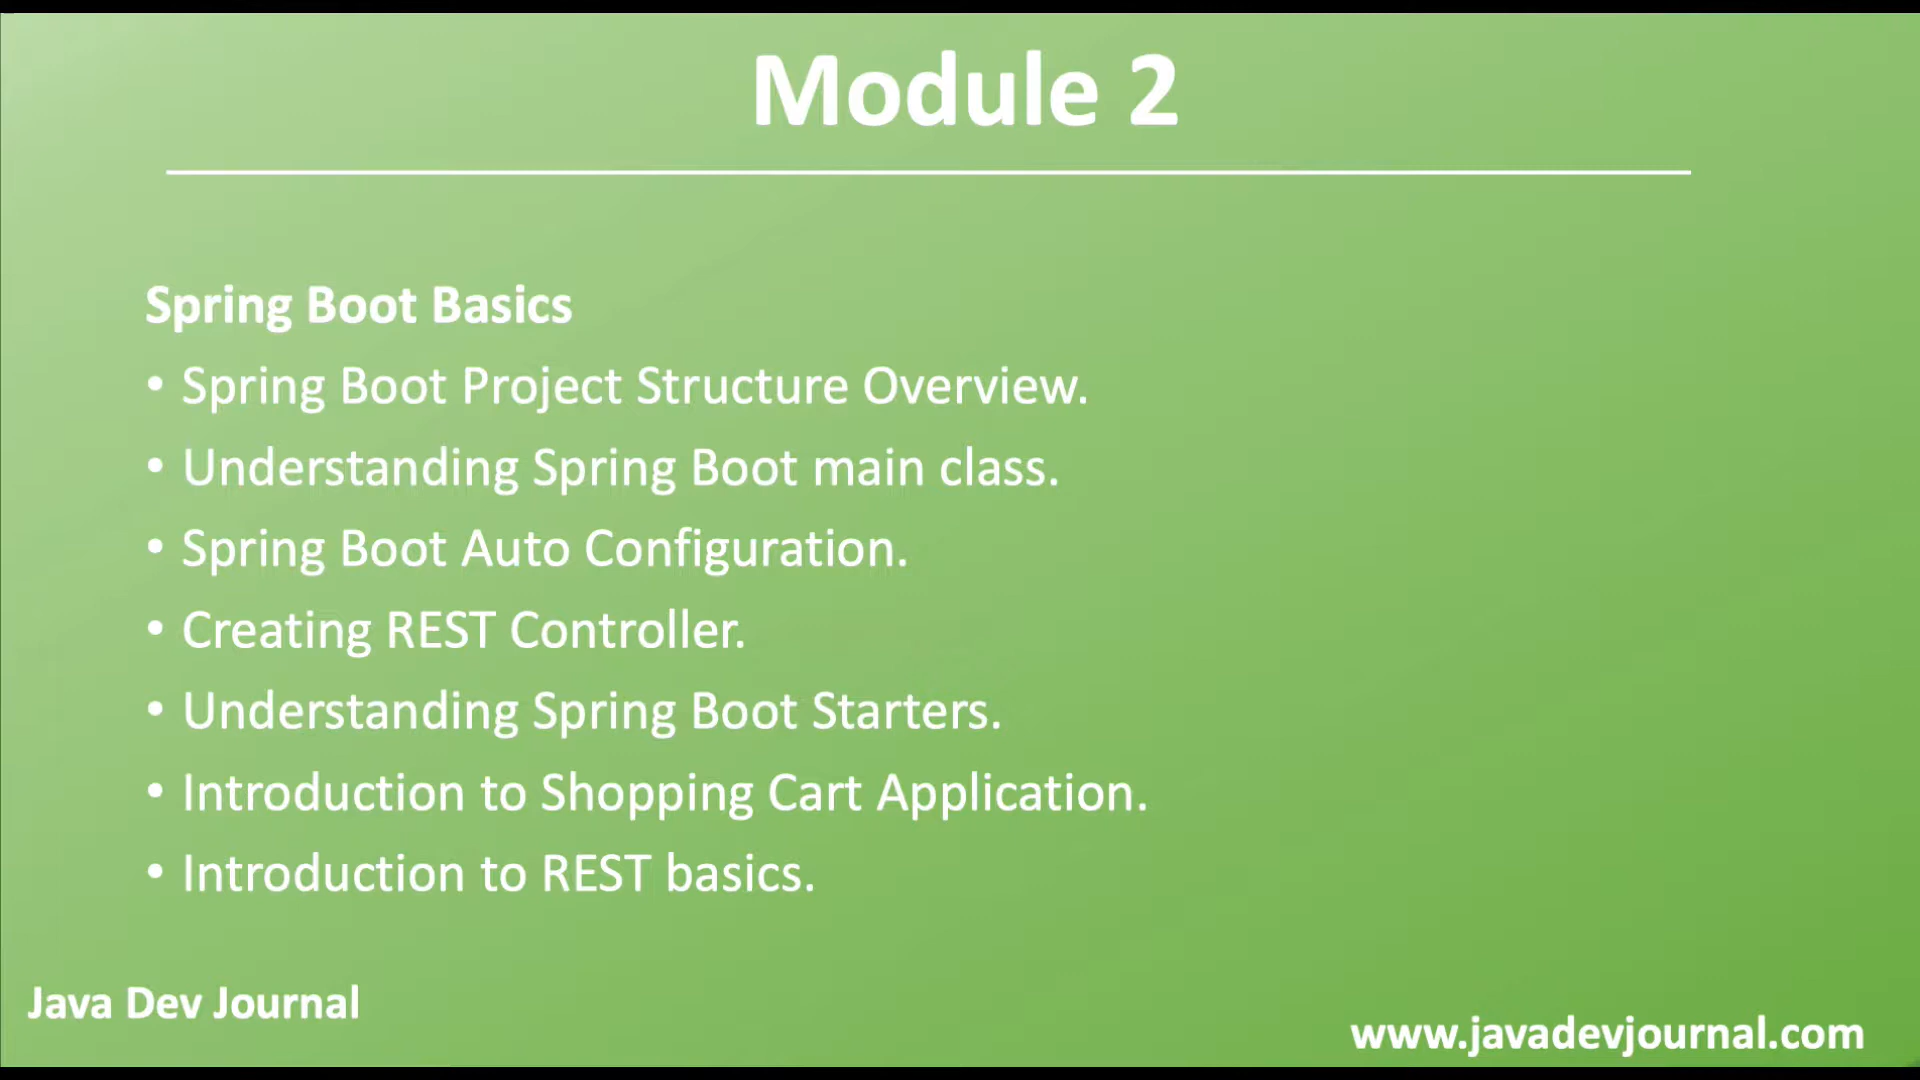 Module 2
Spring Boot Basics
• Spring Boot Project Structure Overview.
• Understanding Spring Boot main class.
• Spring Boot Auto Configuration.
• Creating REST Controller.
• Understanding Spring Boot Starters.
• Introduction to Shopping Cart Application.
• Introduction to REST basics.
Java Dev Journal
www.javadevjournal.com